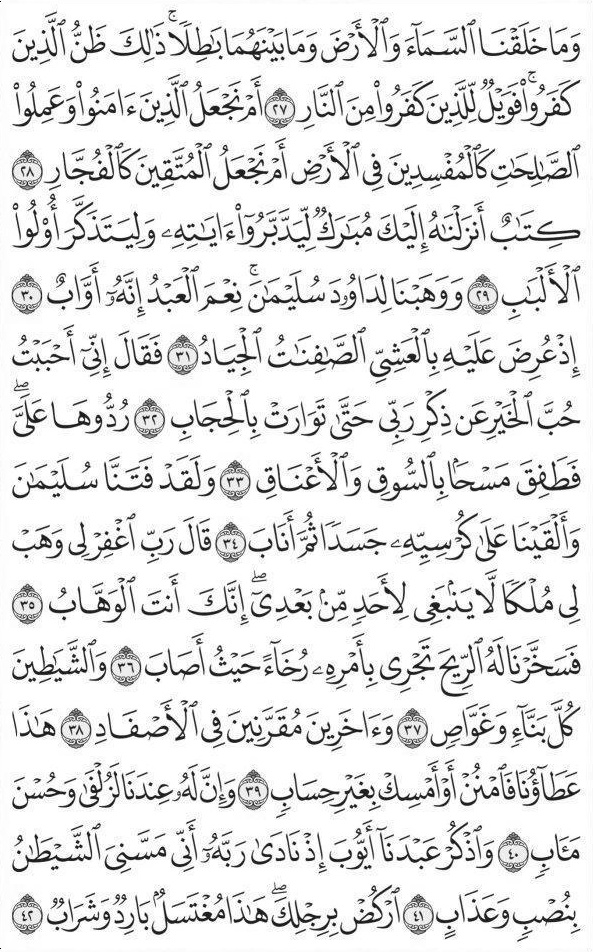 وَمَا خَلَقْنَا ٱلسَّمَآءَ وَٱلْأَرْضَ وَمَا بَيْنَهُمَا بَٰطِلًاۚ ذَٰلِكَ ظَنُّ ٱلَّذِينَ
كَفَرُوا۟ۚ فَوَيْلٌ لِّلَّذِينَ كَفَرُوا۟ مِنَ ٱلنَّارِ ٢٧ أَمْ نَجْعَلُ ٱلَّذِينَ ءَامَنُوا۟ وَعَمِلُوا۟
ٱلصَّٰلِحَٰتِ كَٱلْمُفْسِدِينَ فِى ٱلْأَرْضِ أَمْ نَجْعَلُ ٱلْمُتَّقِينَ كَٱلْفُجَّارِ ٢٨
كِتَٰبٌ أَنزَلْنَٰهُ إِلَيْكَ مُبَٰرَكٌ لِّيَدَّبَّرُوٓا۟ ءَايَٰتِهِۦ وَلِيَتَذَكَّرَ أُو۟لُوا۟
ٱلْأَلْبَٰبِ ٢٩ وَوَهَبْنَا لِدَاوُۥدَ سُلَيْمَٰنَۚ نِعْمَ ٱلْعَبْدُ إِنَّهُۥٓ أَوَّابٌ ٣٠
إِذْ عُرِضَ عَلَيْهِ بِٱلْعَشِىِّ ٱلصَّٰفِنَٰتُ ٱلْجِيَادُ ٣١ فَقَالَ إِنِّىٓ أَحْبَبْتُ
حُبَّ ٱلْخَيْرِ عَن ذِكْرِ رَبِّى حَتَّىٰ تَوَارَتْ بِٱلْحِجَابِ ٣٢ رُدُّوهَا عَلَىَّۖ
فَطَفِقَ مَسْحًۢا بِٱلسُّوقِ وَٱلْأَعْنَاقِ ٣٣ وَلَقَدْ فَتَنَّا سُلَيْمَٰنَ
وَأَلْقَيْنَا عَلَىٰ كُرْسِيِّهِۦ جَسَدًا ثُمَّ أَنَابَ ٣٤ قَالَ رَبِّ ٱغْفِرْ لِى وَهَبْ
لِى مُلْكًا لَّا يَنۢبَغِى لِأَحَدٍ مِّنۢ بَعْدِىٓۖ إِنَّكَ أَنتَ ٱلْوَهَّابُ ٣٥
فَسَخَّرْنَا لَهُ ٱلرِّيحَ تَجْرِى بِأَمْرِهِۦ رُخَآءً حَيْثُ أَصَابَ ٣٦ وَٱلشَّيَٰطِينَ
كُلَّ بَنَّآءٍ وَغَوَّاصٍ ٣٧ وَءَاخَرِينَ مُقَرَّنِينَ فِى ٱلْأَصْفَادِ ٣٨ هَٰذَا
عَطَآؤُنَا فَٱمْنُنْ أَوْ أَمْسِكْ بِغَيْرِ حِسَابٍ ٣٩ وَإِنَّ لَهُۥ عِندَنَا لَزُلْفَىٰ وَحُسْنَ
مَـَٔابٍ ٤٠ وَٱذْكُرْ عَبْدَنَآ أَيُّوبَ إِذْ نَادَىٰ رَبَّهُۥٓ أَنِّى مَسَّنِىَ ٱلشَّيْطَٰنُ
بِنُصْبٍ وَعَذَابٍ ٤١ ٱرْكُضْ بِرِجْلِكَۖ هَٰذَا مُغْتَسَلٌۢ بَارِدٌ وَشَرَابٌ ٤٢